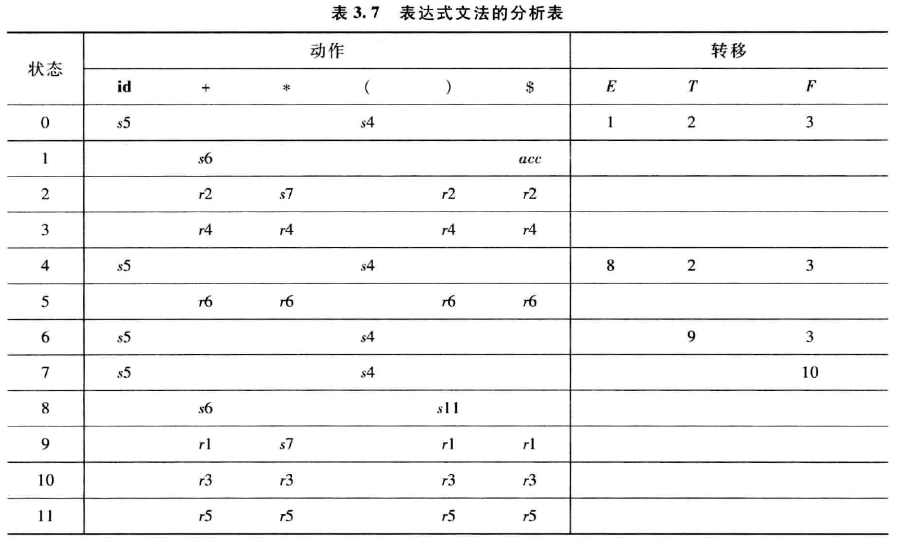 表 3.7 表达式文法的分析表
状态 动作 转移
id + * ( ) $ E T F
0 s5 s4 1 2 3
1 s6 acc
2 r2 s7 r2 r2
3 r4 r4 r4 r4
4 s5 s4 8 2 3
5 r6 r6 r6 r6
6 s5 s4 9 3
7 s5 s4 10
8 s6 s11
9 r1 s7 r1 r1
10 r3 r3 r3 r3
11 r5 r5 r5 r5